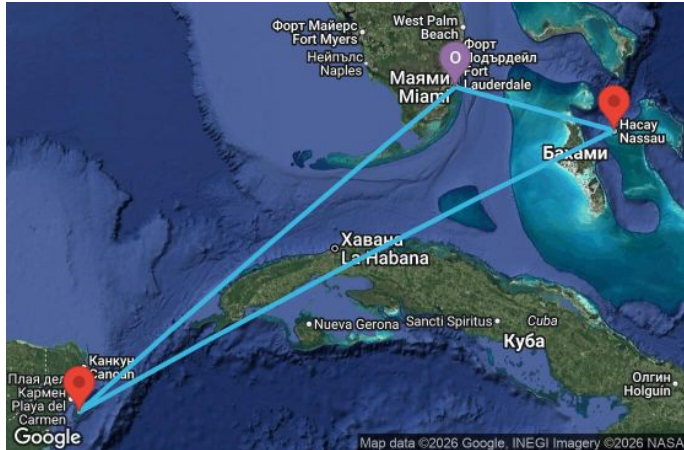 West Palm
Beach
Форт Майерс
Fort Myers
Нейпълс
Naples
O
Форт
Лодърдейл
Fort
Lauderdale
Маями
Miami
Насау
Nassau
Бахами
Хавана
La Habana
Nueva Gerona
Sancti Spiritus
Cuba
Куба
Канкун
Cancún
Плая дел
Кармен
Playa del
Carmen
Олгин
Holguín
Google
Map data ©2026 Google, INEGI Imagery ©2026 NASA